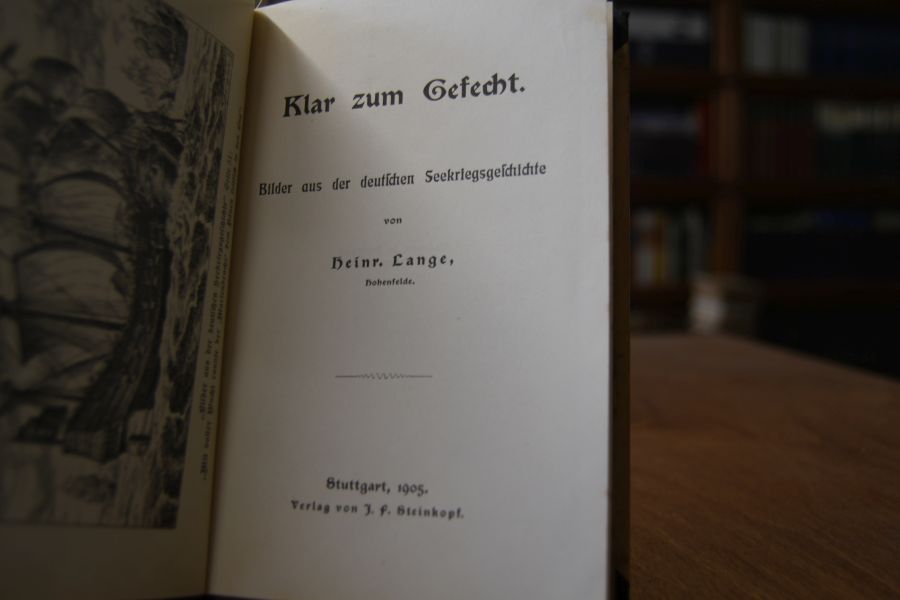 Klar zum Gefecht.
Bilder aus der deutſchen Seekriegsgeſchichte
von
Heinr. Lange,
Hohenfelde.
Stuttgart, 1905.
Verlag von J. F. Steinkopf.